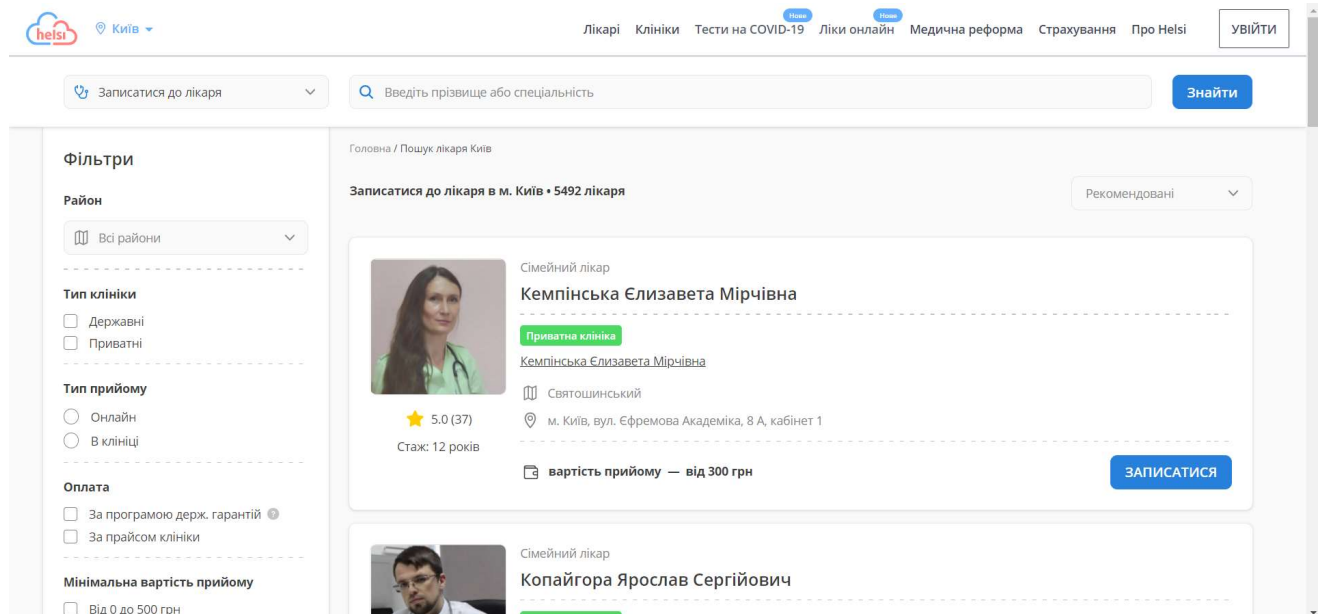 helsi
Київ
Лікарі
Клініки
Нове
Тести на COVID-19
Нове
Ліки онлайн
Медична реформа
Страхування
Про Helsi
УВІЙТИ
Записатися до лікаря
Введіть прізвище або спеціальність
Знайти
Фільтри
Район
Всі райони
Тип клініки
Державні
Приватні
Тип прийому
Онлайн
В клініці
Оплата
За програмою держ. гарантій ?
За прайсом клініки
Мінімальна вартість прийому
Від 0 до 500 грн
Головна / Пошук лікаря Київ
Записатися до лікаря в м. Київ • 5492 лікаря
Рекомендовані
Сімейний лікар
Кемпінська Єлизавета Мірчівна
Приватна клініка
Кемпінська Єлизавета Мірчівна
Святошинський
м. Київ, вул. Єфремова Академіка, 8 А, кабінет 1
5.0 (37)
Стаж: 12 років
вартість прийому — від 300 грн
ЗАПИСАТИСЯ
Сімейний лікар
Копайгора Ярослав Сергійович